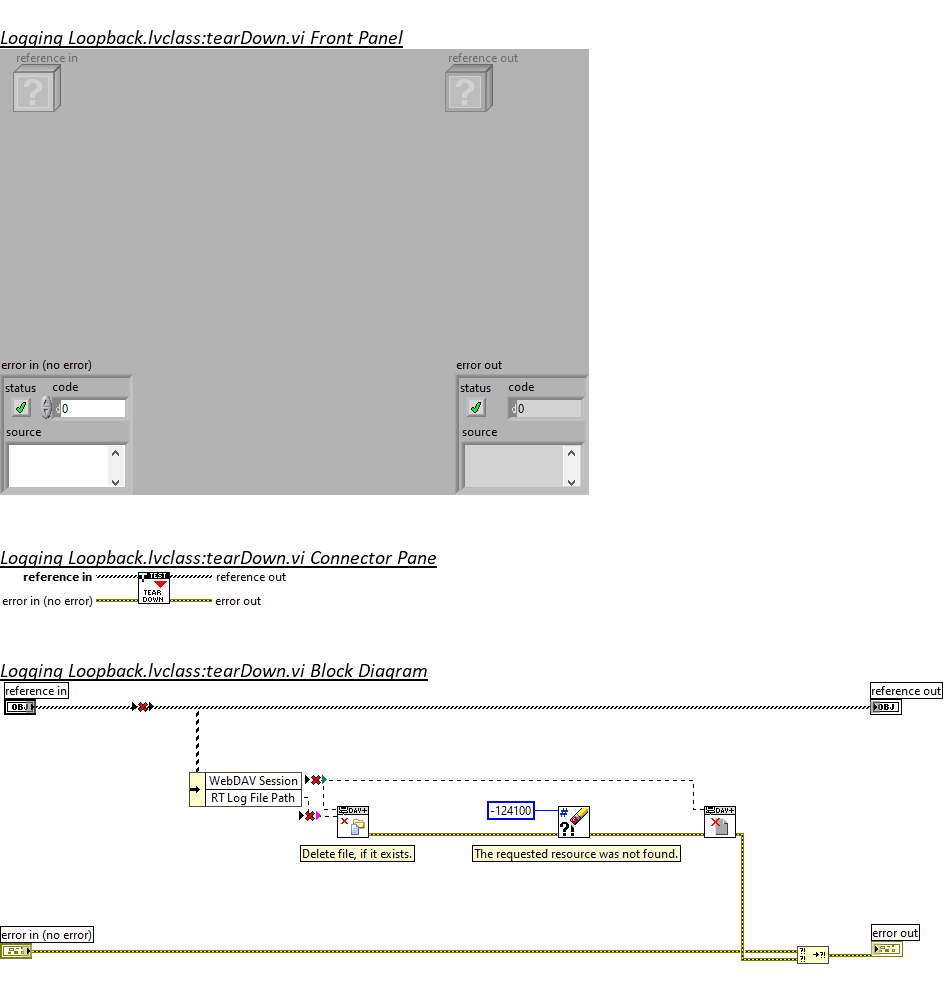 Logging Loopback.lvclass:tearDown.vi Front Panel
reference in
reference out
?
?
error in (no error)
error out
status code
status code
d 0
d 0
source
source
Logging Loopback.lvclass:tearDown.vi Connector Pane
reference in
reference out
TEST
TEAR
DOWN
error in (no error)
error out
Logging Loopback.lvclass:tearDown.vi Block Diagram
reference in
reference out
OBJ
OBJ
WebDAV Session
RT Log File Path
DAV+
-124100
#
?!
DAV+
Delete file, if it exists.
The requested resource was not found.
error in (no error)
error out
?!
?!
?!